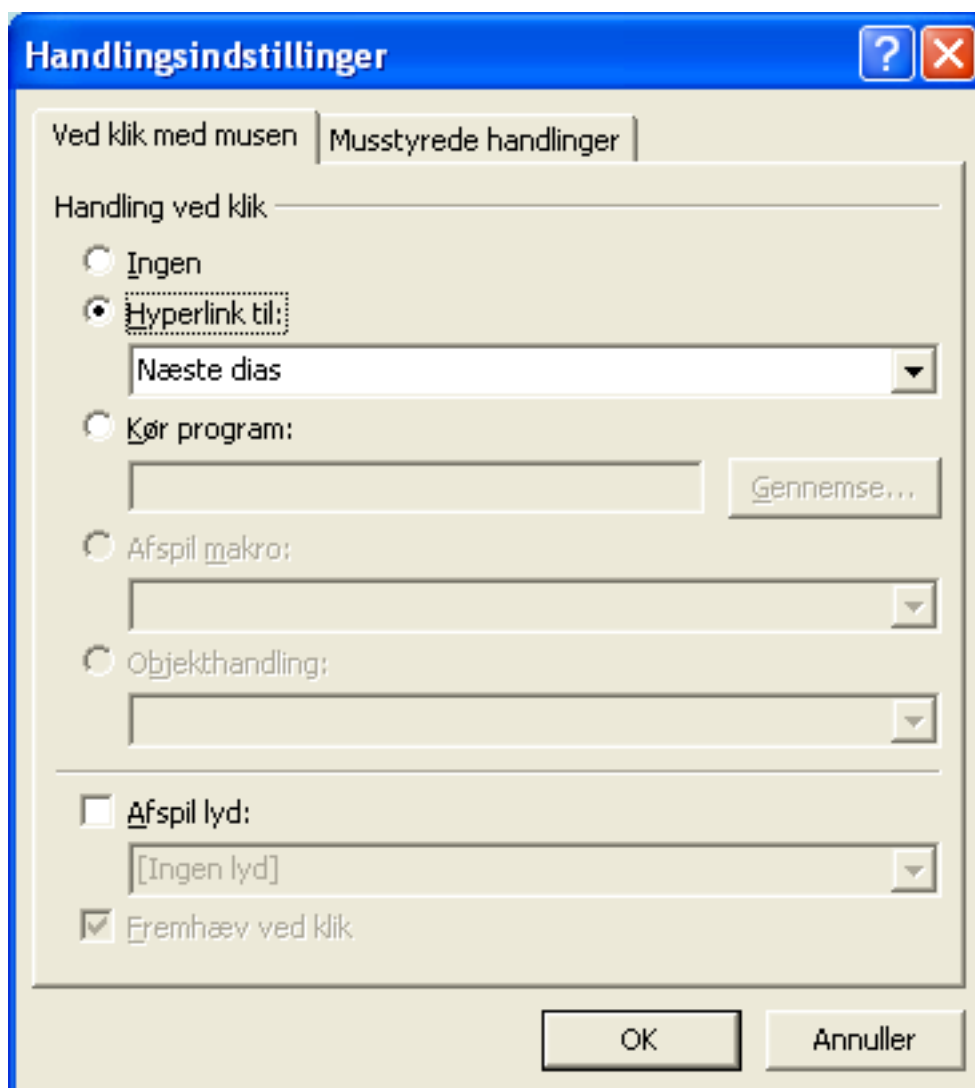 Handlingsindstillinger
Ved klik med musen
Musstyrede handlinger
Handling ved klik
Ingen
Hyperlink til:
Næste dias
Kør program:
Gennemse...
Afspil makro:
Objekthandling:
Afspil lyd:
[Ingen lyd]
Fremhæv ved klik
OK
Annuller